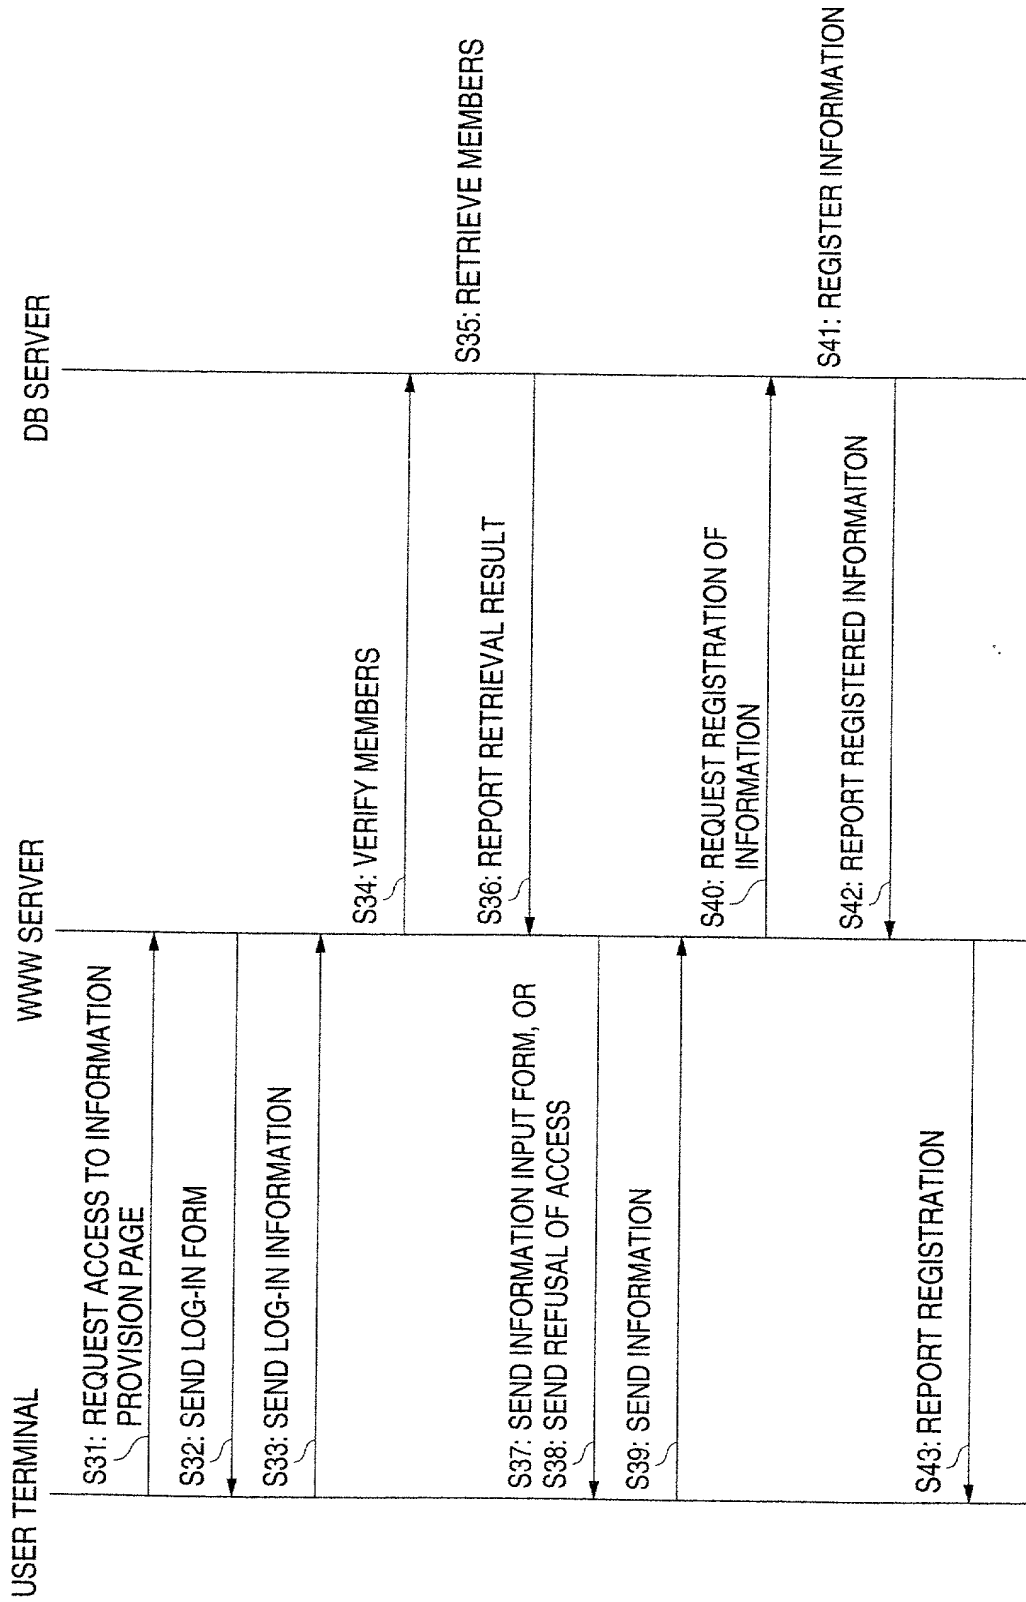 USER TERMINAL
WWW SERVER
DB SERVER
S31: REQUEST ACCESS TO INFORMATION
PROVISION PAGE
S32: SEND LOG-IN FORM
S33: SEND LOG-IN INFORMATION
S34: VERIFY MEMBERS
S35: RETRIEVE MEMBERS
S36: REPORT RETRIEVAL RESULT
S37: SEND INFORMATION INPUT FORM, OR
S38: SEND REFUSAL OF ACCESS
S39: SEND INFORMATION
S40: REQUEST REGISTRATION OF
INFORMATION
S41: REGISTER INFORMATION
S42: REPORT REGISTERED INFORMAITON
S43: REPORT REGISTRATION